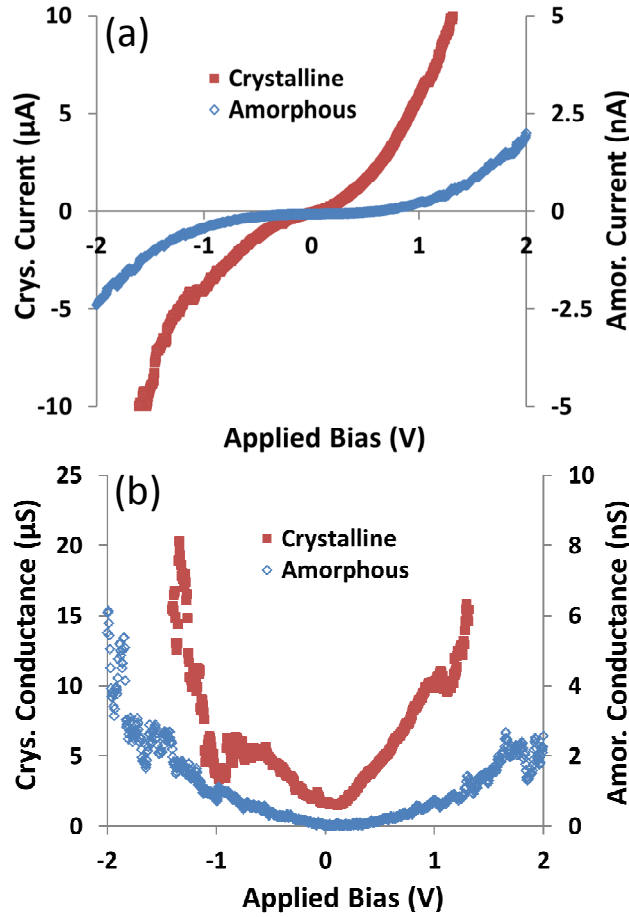 (a)
Crystalline
Amorphous
Crys. Current (µA)
10
5
0
-5
-10
Amor. Current (nA)
5
2.5
0
-2.5
-5
-2
-1
0
1
2
Applied Bias (V)
(b)
Crystalline
Amorphous
Crys. Conductance (µS)
25
20
15
10
5
0
Amor. Conductance (nS)
10
8
6
4
2
0
-2
-1
0
1
2
Applied Bias (V)